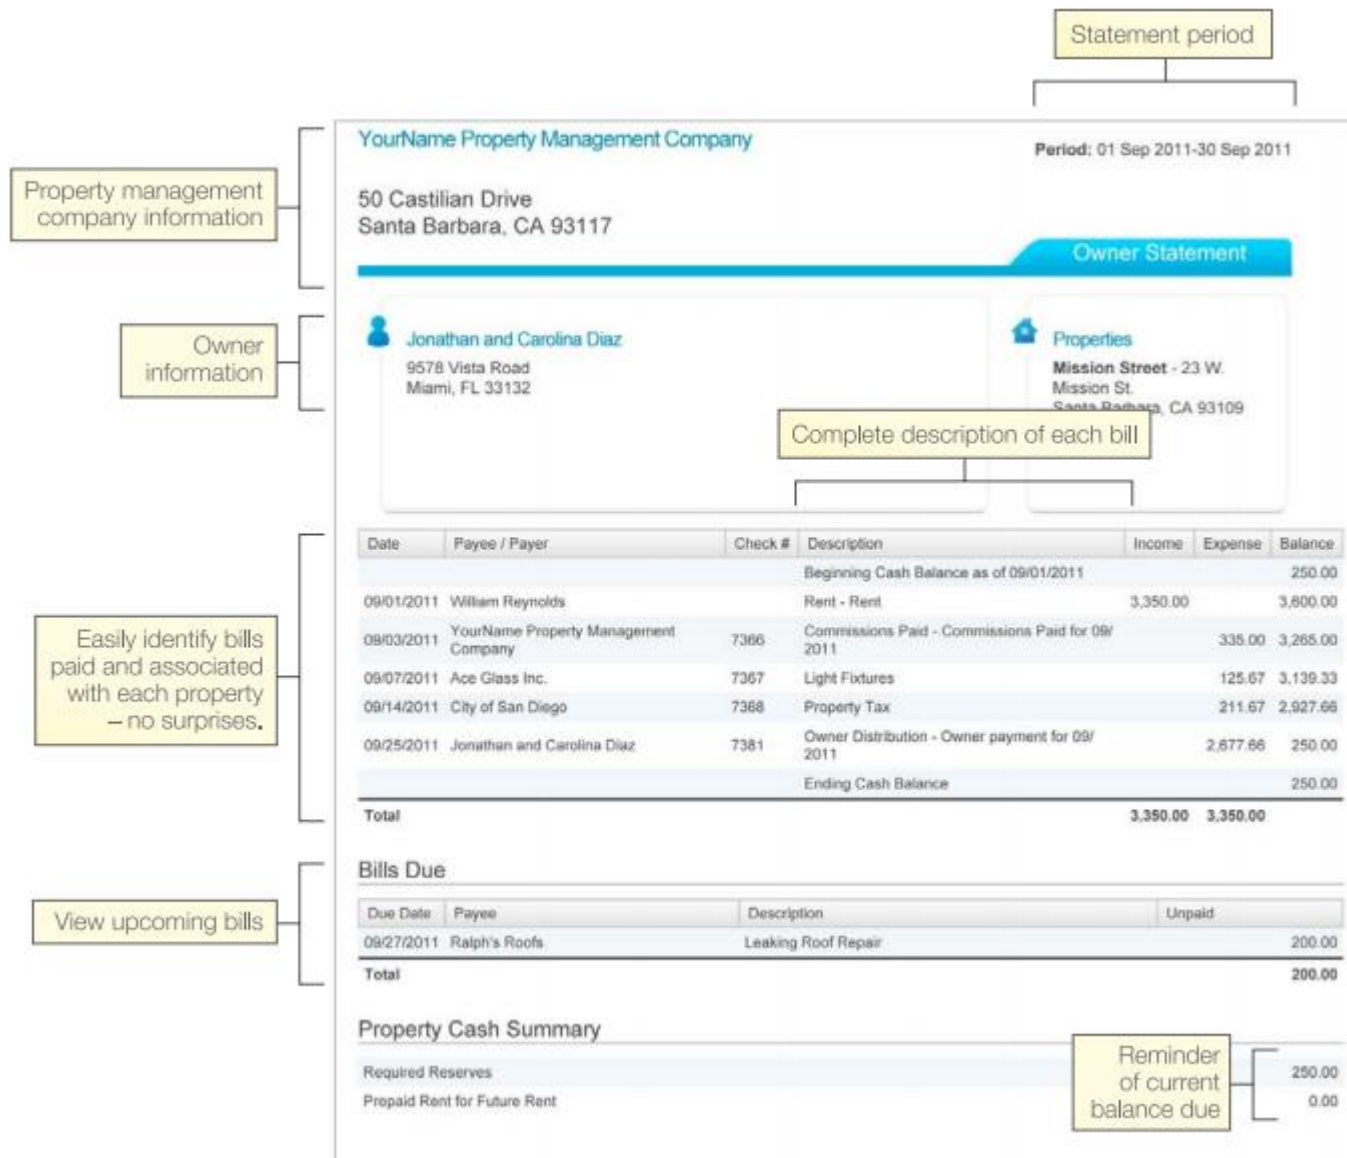 Statement period
YourName Property Management Company
Period: 01 Sep 2011-30 Sep 2011
Property management
company information
50 Castilian Drive
Santa Barbara, CA 93117
Owner Statement
Owner
information
Jonathan and Carolina Diaz
9578 Vista Road
Miami, FL 33132
Properties
Mission Street - 23 W.
Mission St.
Santa Barbara, CA 93109
Complete description of each bill
Date Payee / Payer Check # Description Income Expense Balance
Beginning Cash Balance as of 09/01/2011 250.00
09/01/2011 William Reynolds Rent - Rent 3,350.00 3,600.00
09/03/2011 YourName Property Management Company 7366 Commissions Paid - Commissions Paid for 09/2011 335.00 3,265.00
09/07/2011 Ace Glass Inc. 7367 Light Fixtures 125.67 3,139.33
09/14/2011 City of San Diego 7368 Property Tax 211.67 2,927.66
09/25/2011 Jonathan and Carolina Diaz 7381 Owner Distribution - Owner payment for 09/2011 2,677.66 250.00
Ending Cash Balance 250.00
Total 3,350.00 3,350.00
Easily identify bills
paid and associated
with each property
– no surprises.
Bills Due
View upcoming bills
Due Date Payee Description Unpaid
09/27/2011 Ralph's Roofs Leaking Roof Repair 200.00
Total 200.00
Property Cash Summary
Required Reserves 250.00
Prepaid Rent for Future Rent 0.00
Reminder
of current
balance due